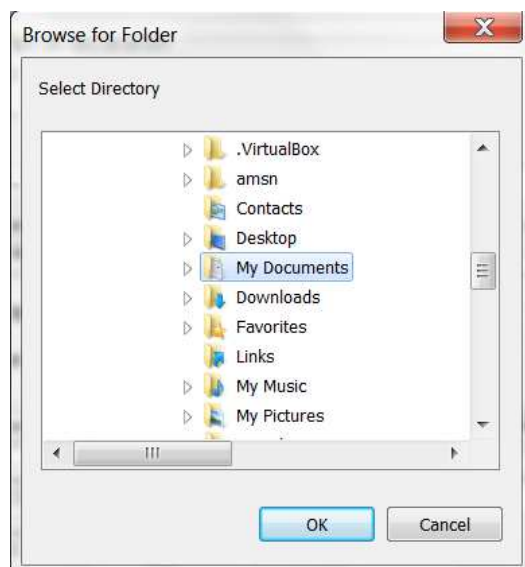 Browse for Folder
Select Directory
.VirtualBox
amsn
Contacts
Desktop
My Documents
Downloads
Favorites
Links
My Music
My Pictures
OK
Cancel